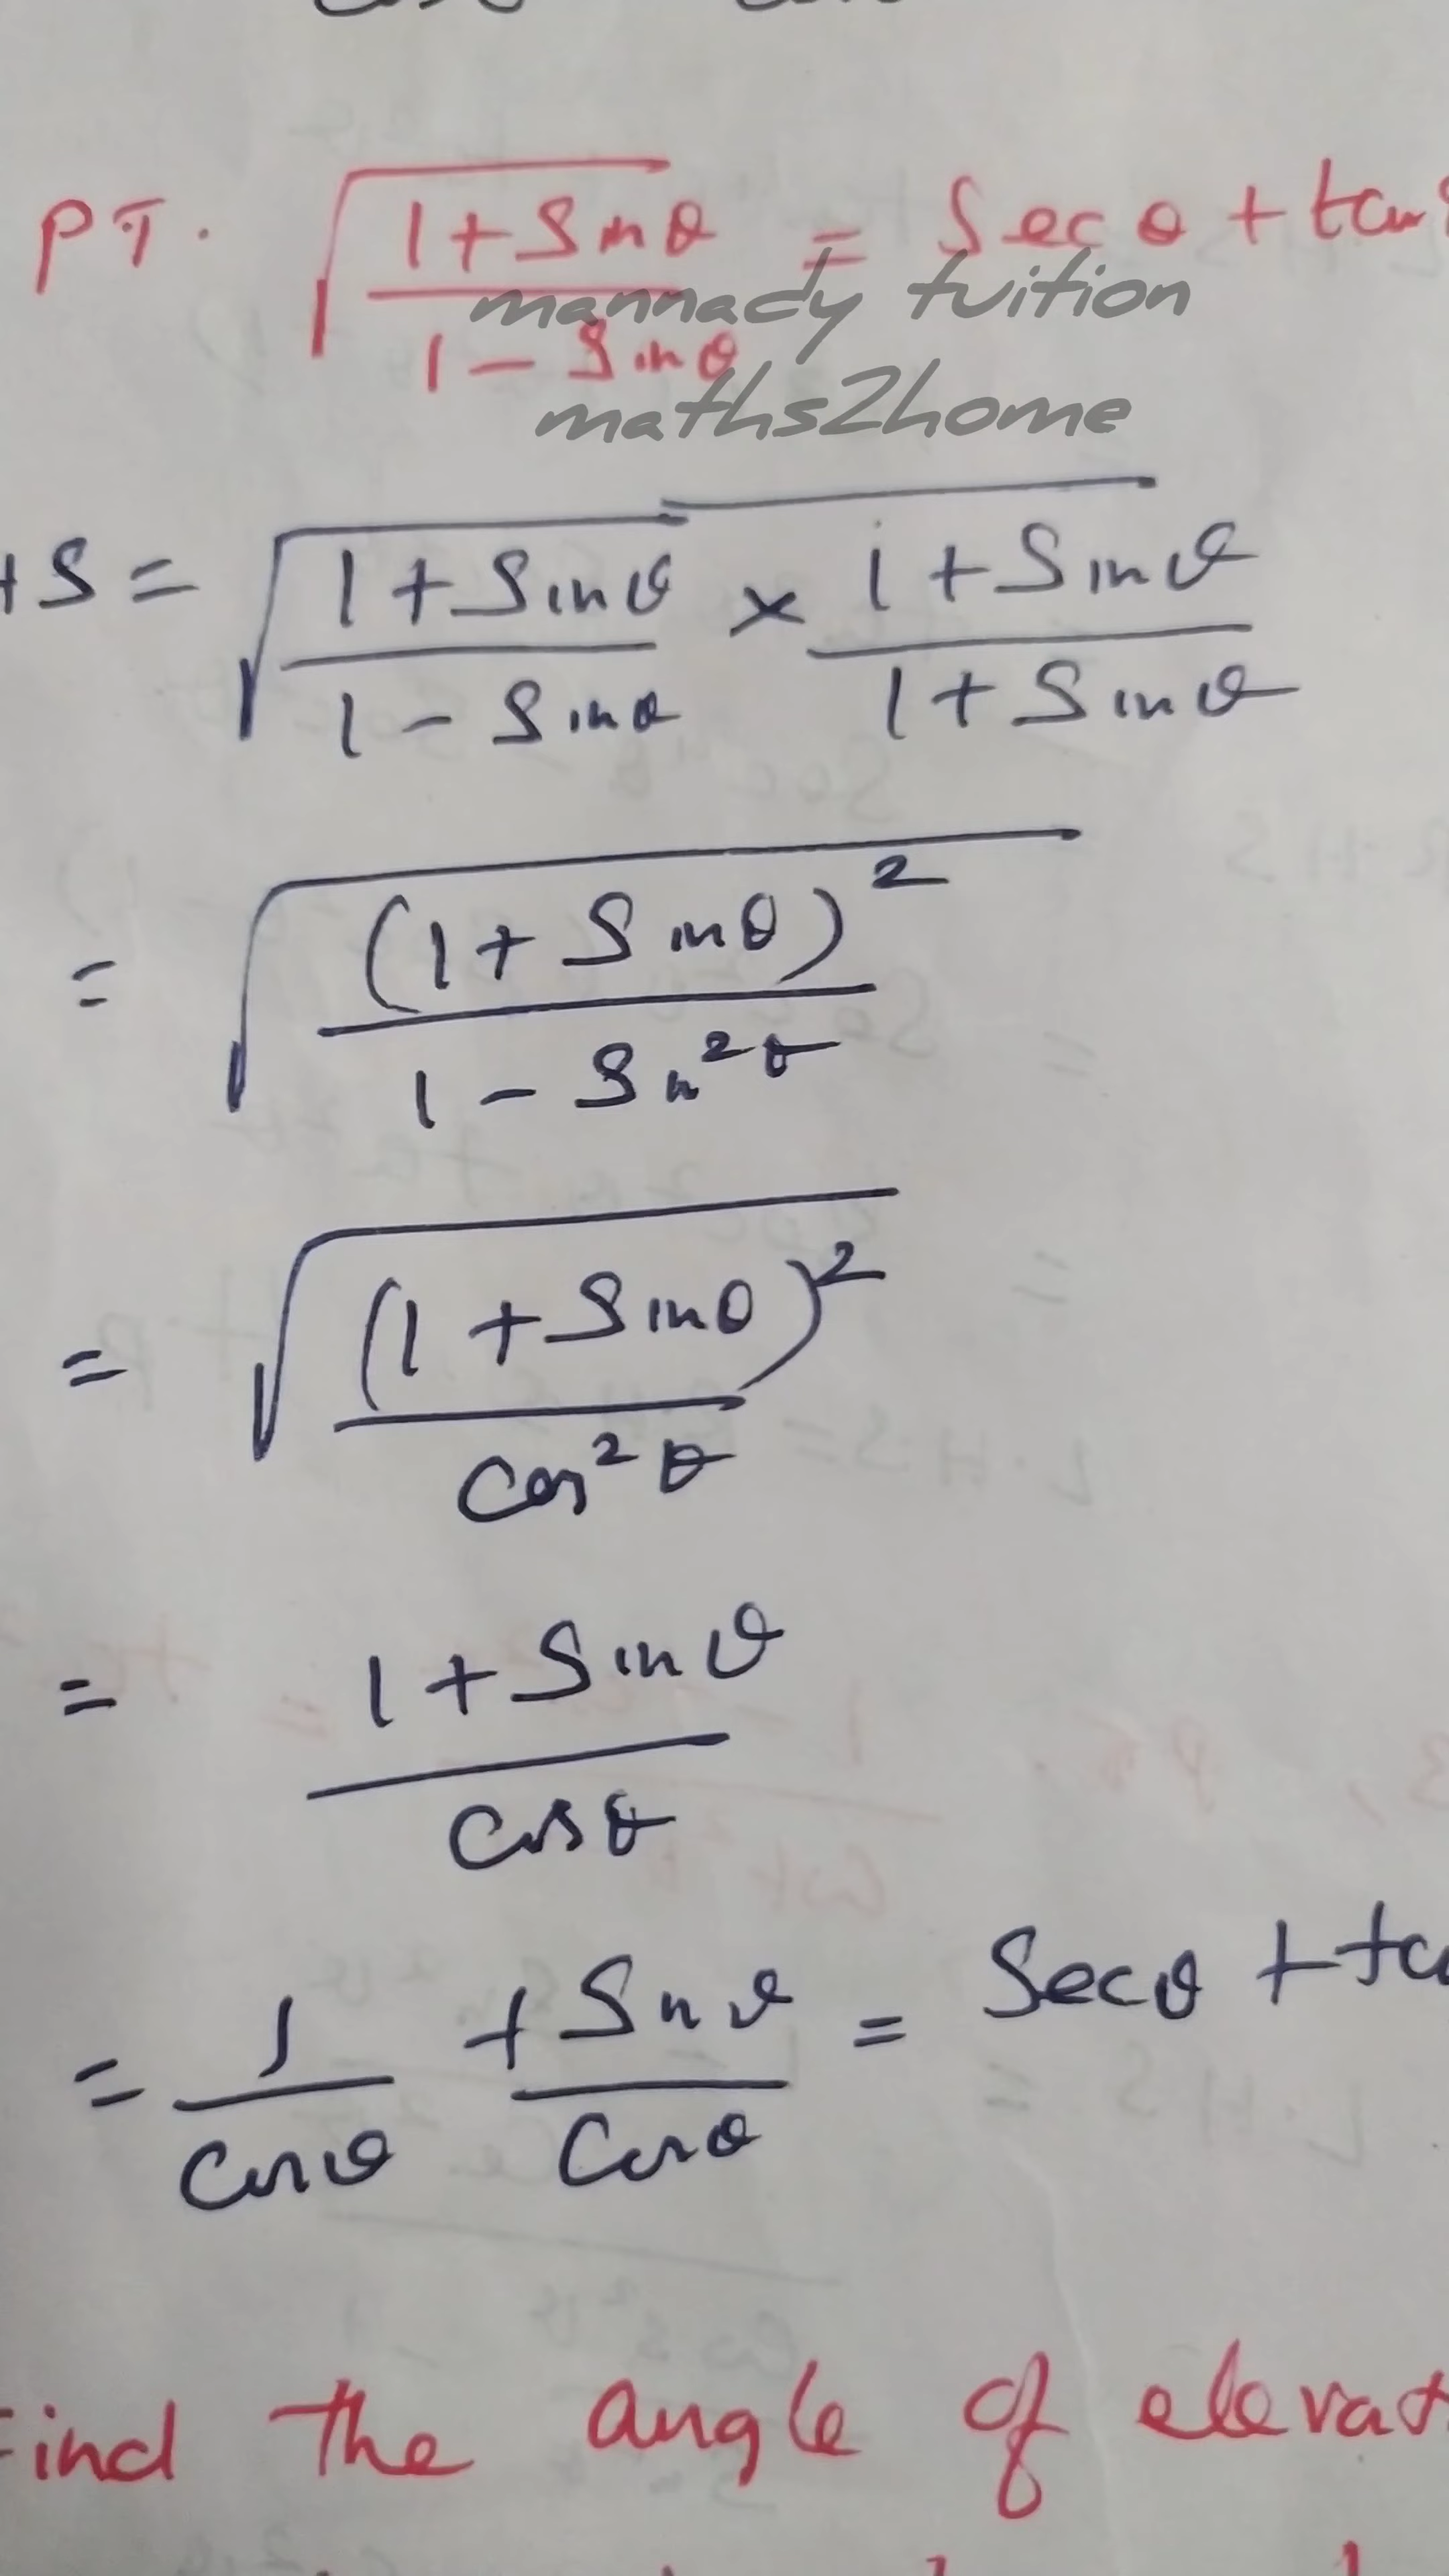 PT. √(1+Sinθ / 1-Sinθ) = Secθ + tan
mannady tuition
maths2home
HS = √(1+Sinθ / 1-Sinθ × 1+Sinθ / 1+Sinθ)
= √((1+Sinθ)² / 1-Sin²θ)
= √((1+Sinθ)² / Cos²θ)
= 1+Sinθ / Cosθ
= 1/Cosθ + Sinθ/Cosθ = Secθ + ta
Find the angle of elevat